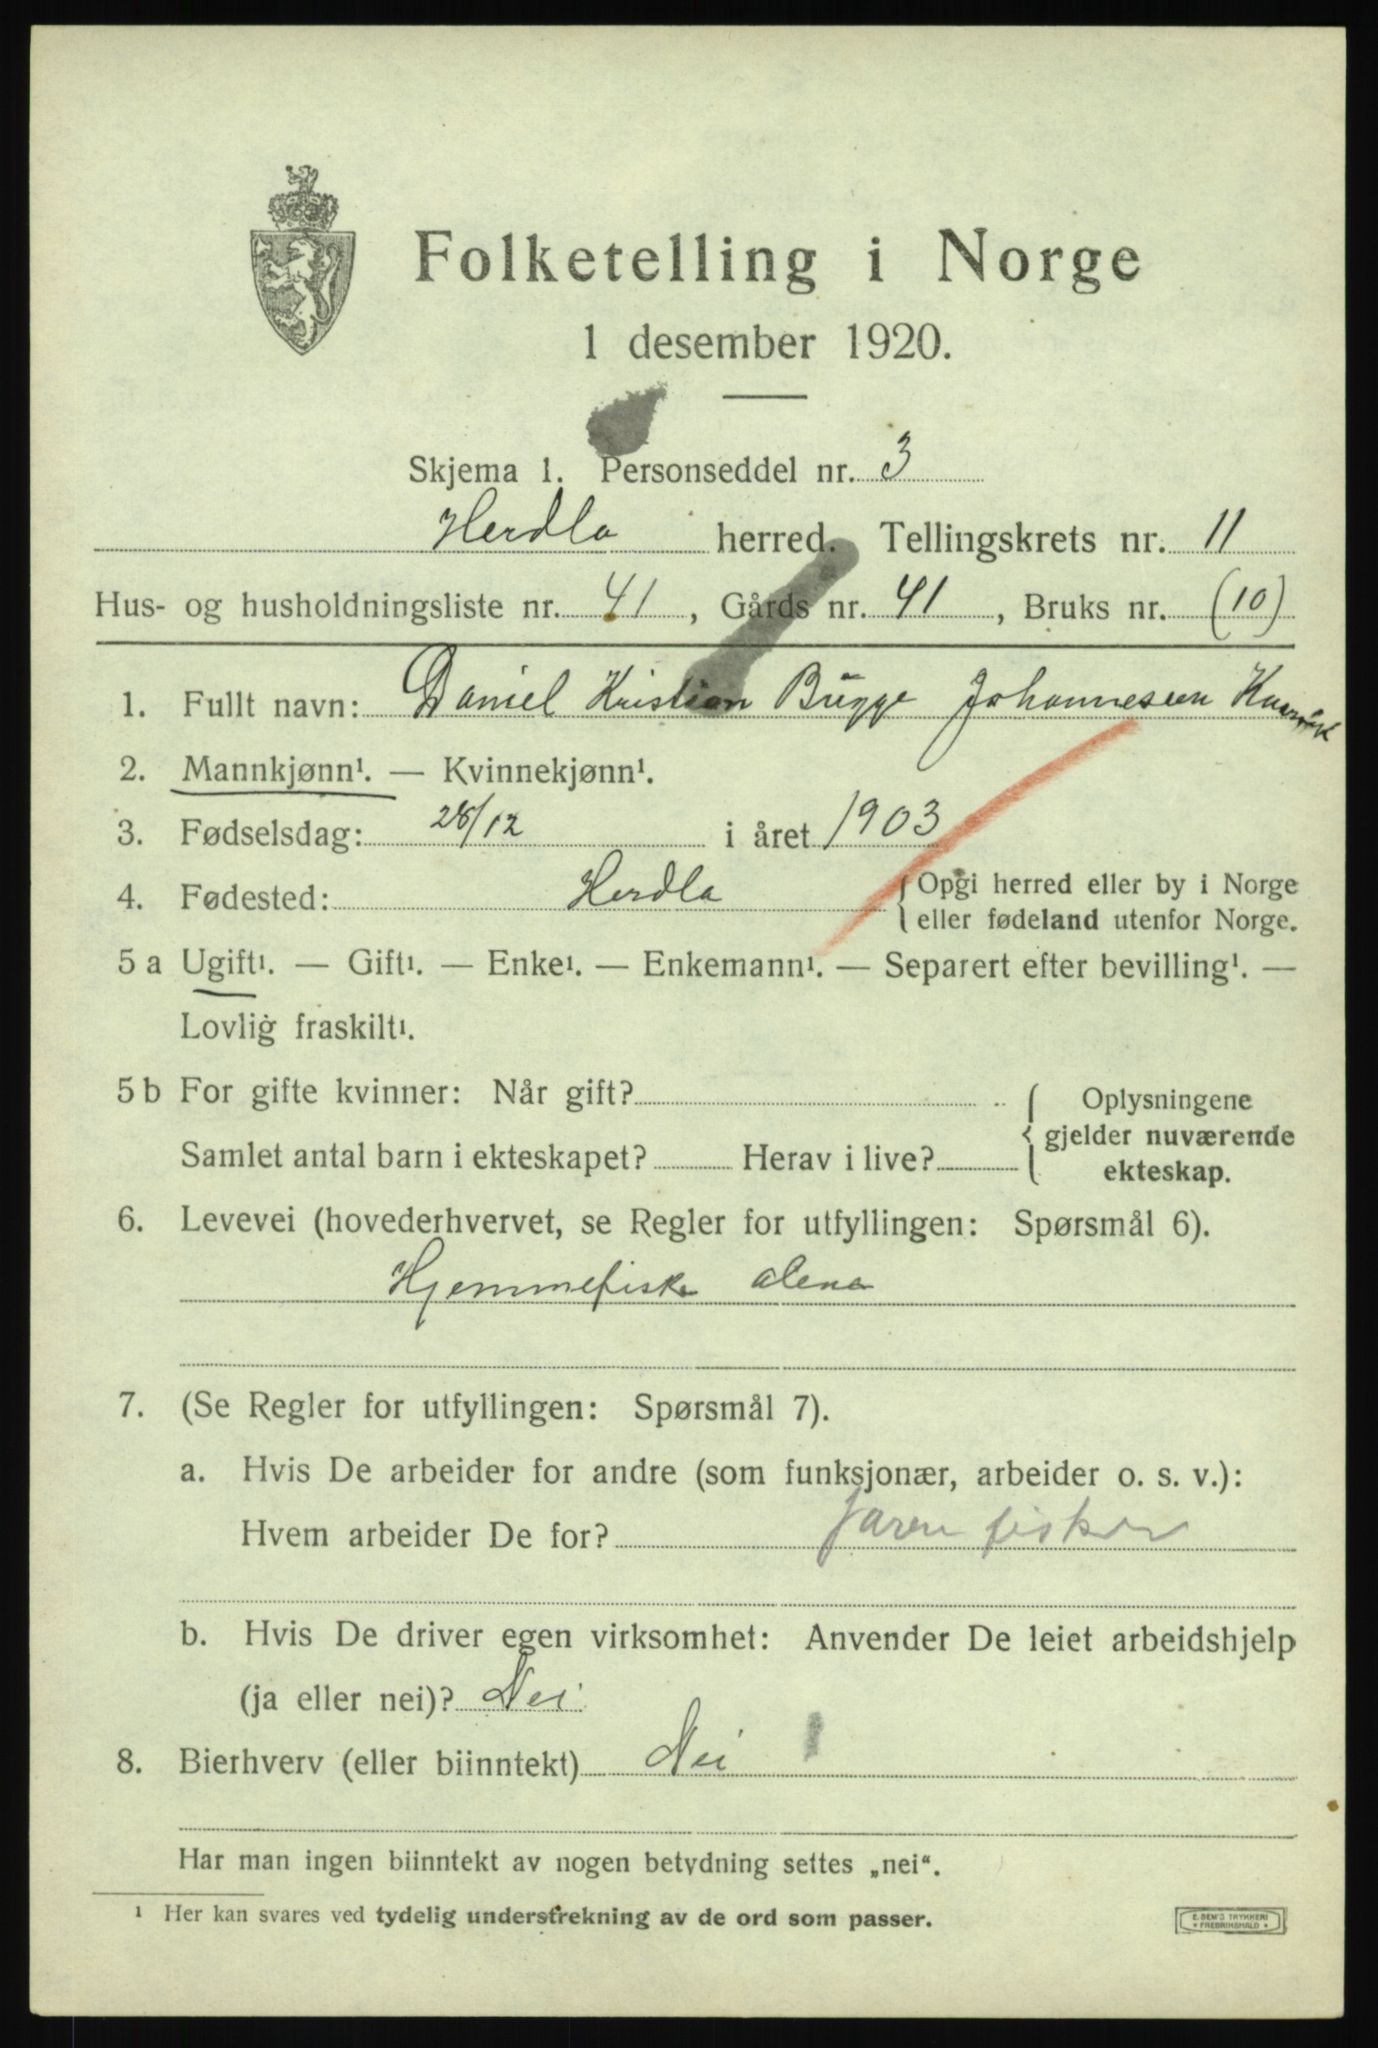 Folketelling i Norge
1 desember 1920.
Skjema 1. Personseddel nr. 3
Herdla herred. Tellingskrets nr. 11
Hus- og husholdningsliste nr. 41, Gårds nr. 41, Bruks nr. (10)
1. Fullt navn: Daniel Kristian Bügge Johannesen
2. Mannkjønn¹. — Kvinnekjønn¹.
3. Fødselsdag: 28/12 i året 1903
4. Fødested: Herdla { Opgi herred eller by i Norge
eller fødeland utenfor Norge.
5 a Ugift¹. — Gift¹. — Enke¹. — Enkemann¹. — Separert efter bevilling¹. —
Lovlig fraskilt¹.
5 b For gifte kvinner: Når gift?
Samlet antal barn i ekteskapet? Herav i live?
{ Oplysningene
gjelder nuværende
ekteskap.
6. Levevei (hovederhvervet, se Regler for utfyllingen: Spørsmål 6).
Hjemmefiske alene
7. (Se Regler for utfyllingen: Spørsmål 7).
a. Hvis De arbeider for andre (som funksjonær, arbeider o. s. v.):
Hvem arbeider De for? faren fisker
b. Hvis De driver egen virksomhet: Anvender De leiet arbeidshjelp
(ja eller nei)? Nei
8. Bierhverv (eller biinntekt) Nei
Har man ingen biinntekt av nogen betydning settes „nei“.
¹ Her kan svares ved tydelig understrekning av de ord som passer.
E. SEM'S TRYKKERI
* FREDRIKSHALD *